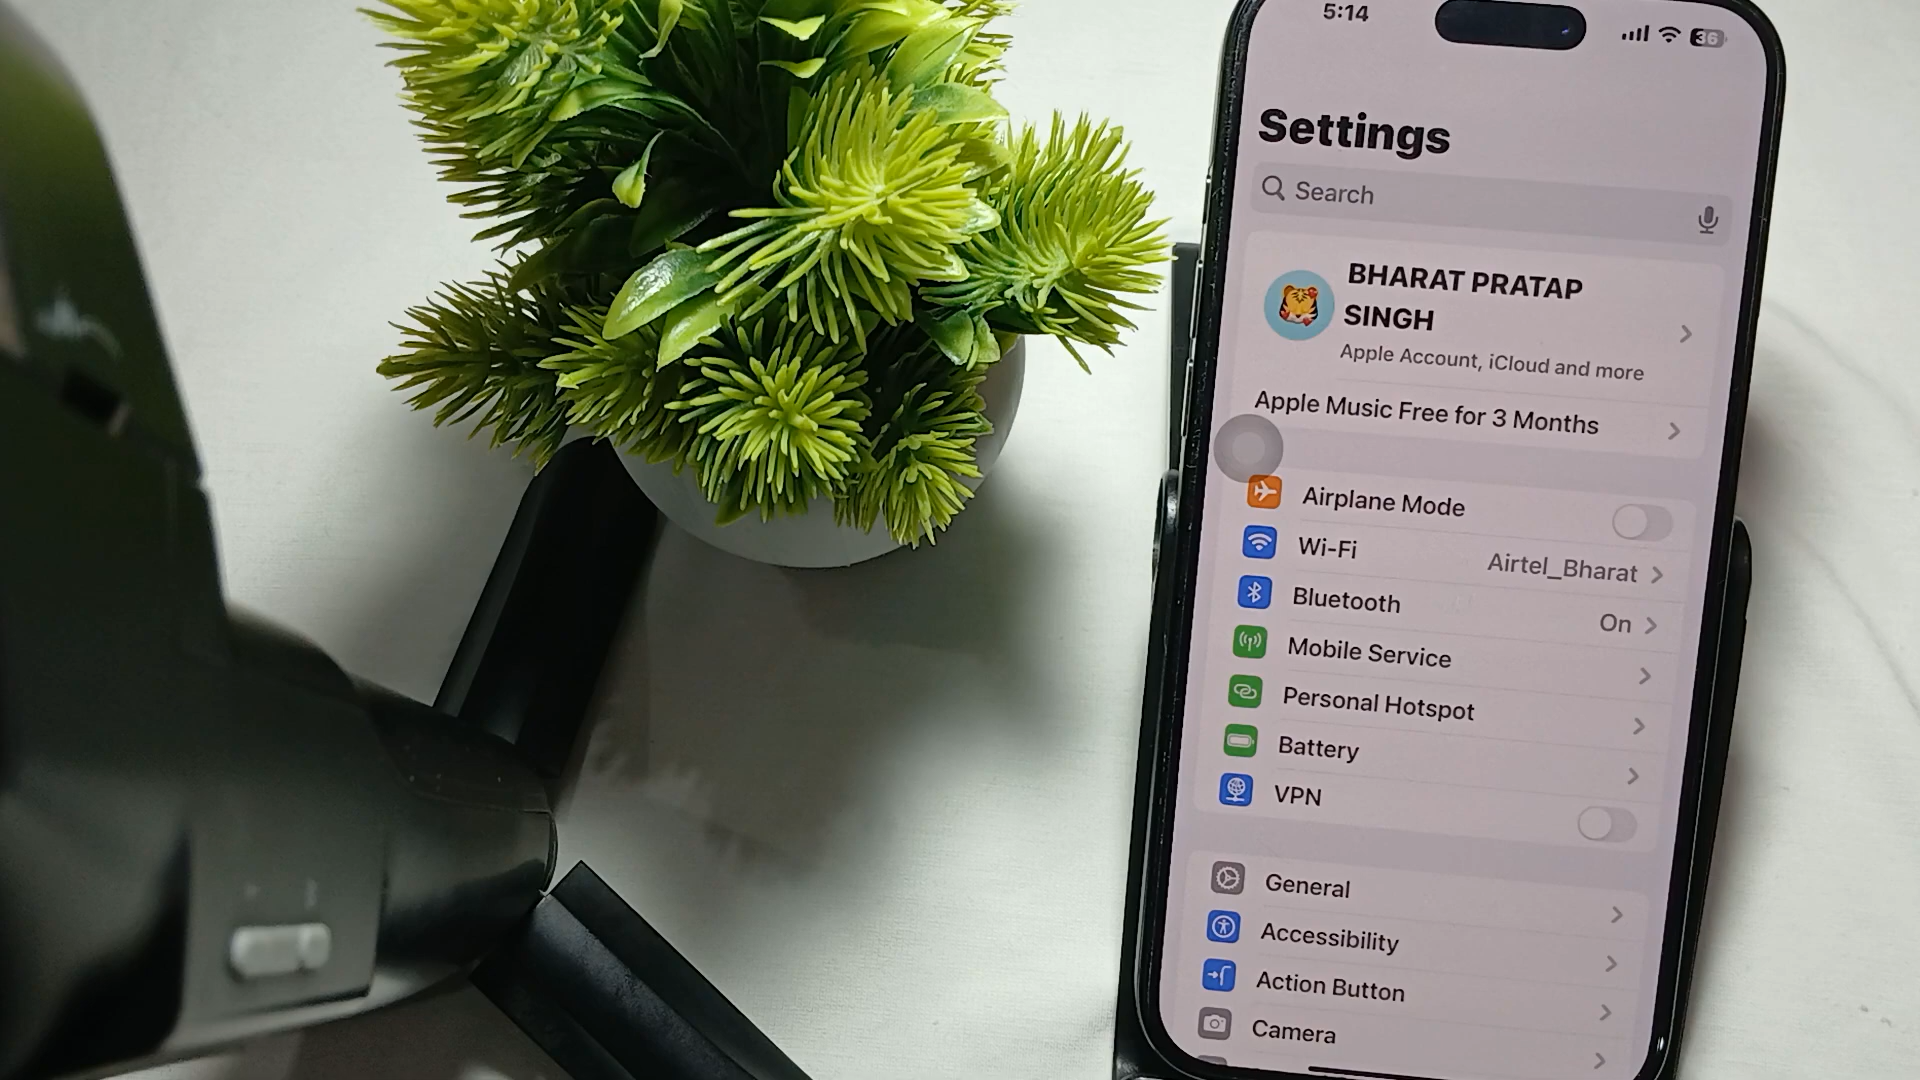 5:14
36
Settings
Search
BHARAT PRATAP
SINGH
Apple Account, iCloud and more
Apple Music Free for 3 Months
Airplane Mode
Wi-Fi
Airtel_Bharat
Bluetooth
On
Mobile Service
Personal Hotspot
Battery
VPN
General
Accessibility
Action Button
Camera